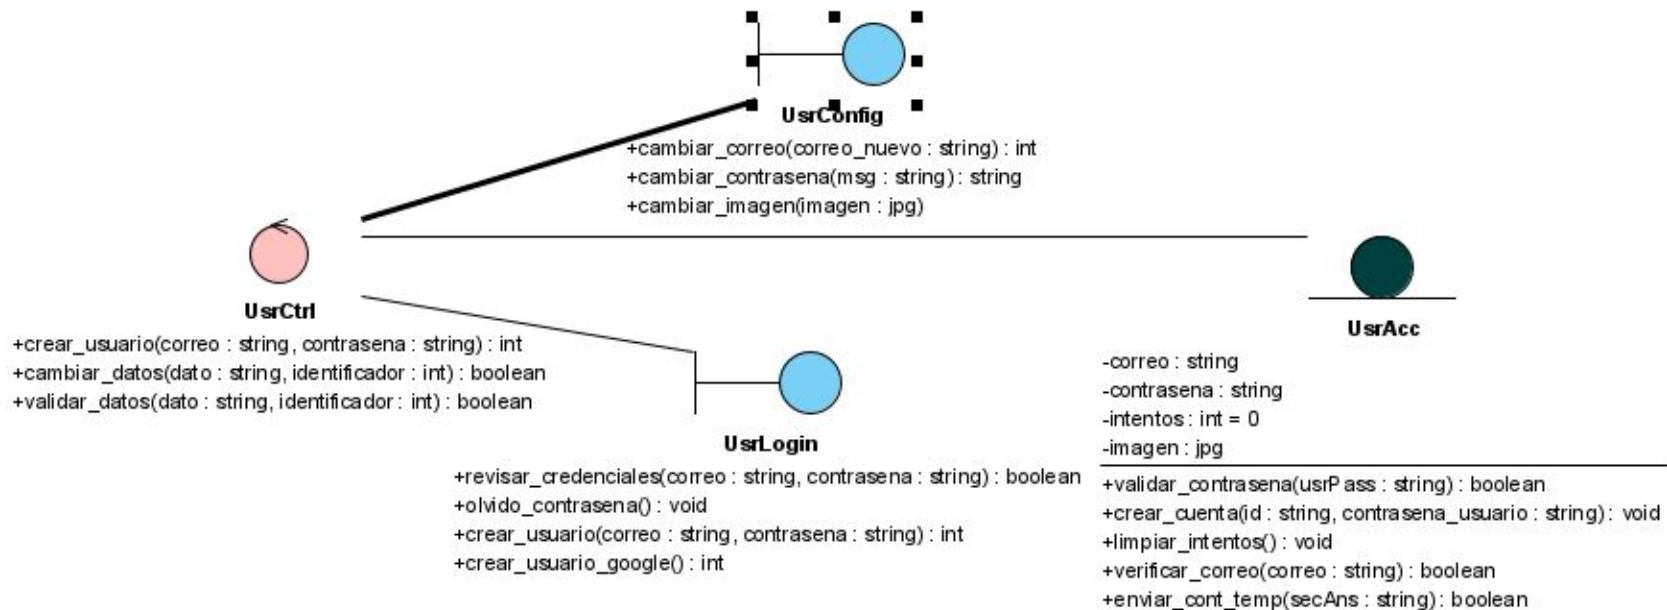 UsrConfig
+cambiar_correo(correo_nuevo : string) : int
+cambiar_contrasena(msg : string) : string
+cambiar_imagen(imagen : jpg)
UsrCtrl
+crear_usuario(correo : string, contrasena : string) : int
+cambiar_datos(dato : string, identificador : int) : boolean
+validar_datos(dato : string, identificador : int) : boolean
UsrLogin
+revisar_credenciales(correo : string, contrasena : string) : boolean
+olvido_contrasena() : void
+crear_usuario(correo : string, contrasena : string) : int
+crear_usuario_google() : int
UsrAcc
-correo : string
-contrasena : string
-intentos : int = 0
-imagen : jpg
+validar_contrasena(usrPass : string) : boolean
+crear_cuenta(id : string, contrasena_usuario : string) : void
+limpiar_intentos() : void
+verificar_correo(correo : string) : boolean
+enviar_cont_temp(secAns : string) : boolean